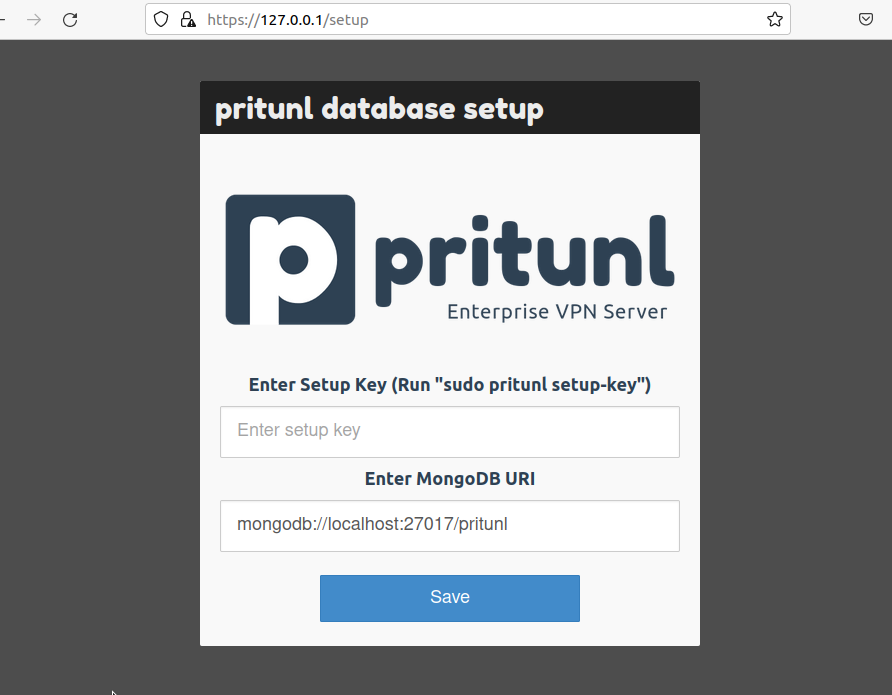 https://127.0.0.1/setup
pritunl database setup
p pritunl
Enterprise VPN Server
Enter Setup Key (Run "sudo pritunl setup-key")
Enter setup key
Enter MongoDB URI
mongodb://localhost:27017/pritunl
Save